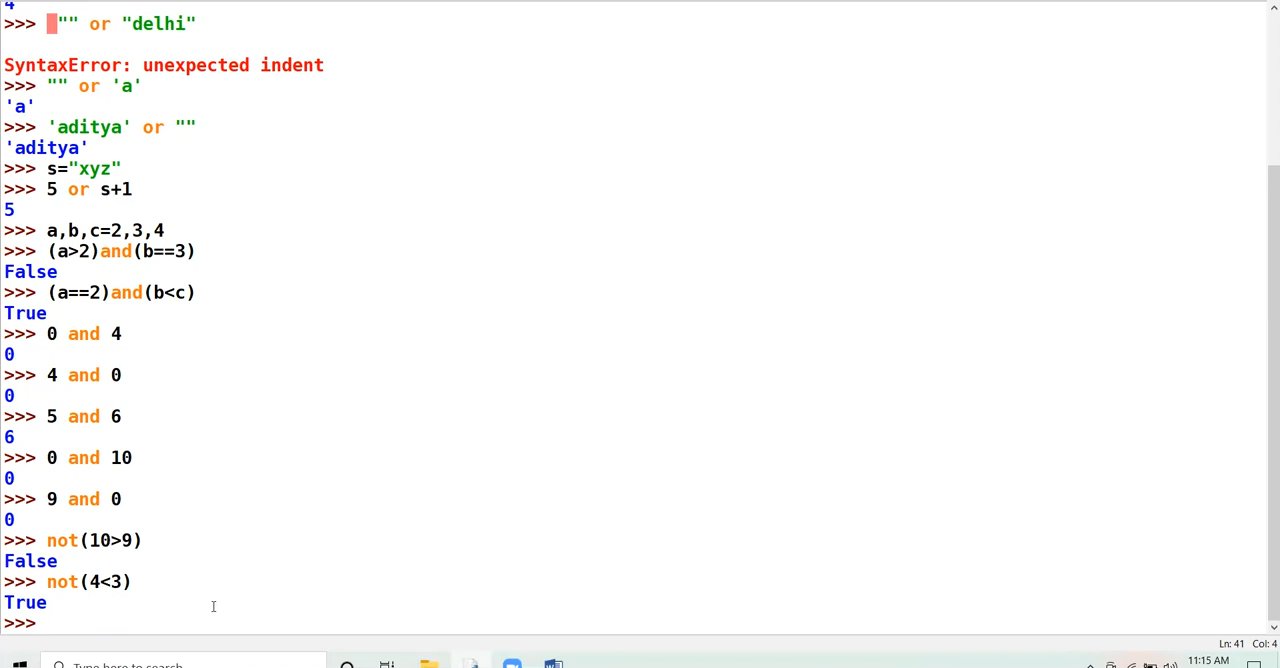 4
>>> "" or "delhi"
SyntaxError: unexpected indent
>>> "" or 'a'
'a'
>>> 'aditya' or ""
'aditya'
>>> s="xyz"
>>> 5 or s+1
5
>>> a,b,c=2,3,4
>>> (a>2)and(b==3)
False
>>> (a==2)and(b<c)
True
>>> 0 and 4
0
>>> 4 and 0
0
>>> 5 and 6
6
>>> 0 and 10
0
>>> 9 and 0
0
>>> not(10>9)
False
>>> not(4<3)
True
>>>
Ln: 41 Col: 4
Type here to search
11:15 AM